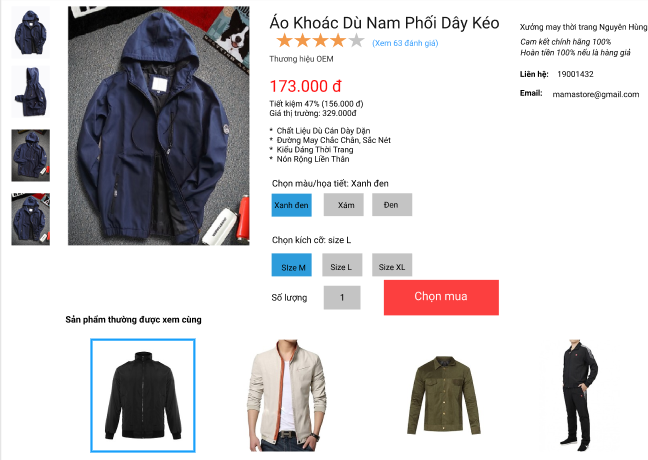 Áo Khoác Dù Nam Phối Dây Kéo
(Xem 63 đánh giá)
Thương hiệu OEM
173.000 đ
Tiết kiệm 47% (156.000 đ)
Giá thị trường: 329.000đ
* Chất Liệu Dù Cán Dày Dặn
* Đường May Chắc Chắn, Sắc Nét
* Kiểu Dáng Thời Trang
* Nón Rộng Liền Thân
Chọn màu/họa tiết: Xanh đen
Xanh đen
Xám
Đen
Chọn kích cỡ: size L
SIze M
Size L
Size XL
Số lượng
1
Chọn mua
Xưởng may thời trang Nguyên Hùng
Cam kết chính hãng 100%
Hoàn tiền 100% nếu là hàng giả
Liên hệ: 19001432
Email: mamastore@gmail.com
Sản phẩm thường được xem cùng